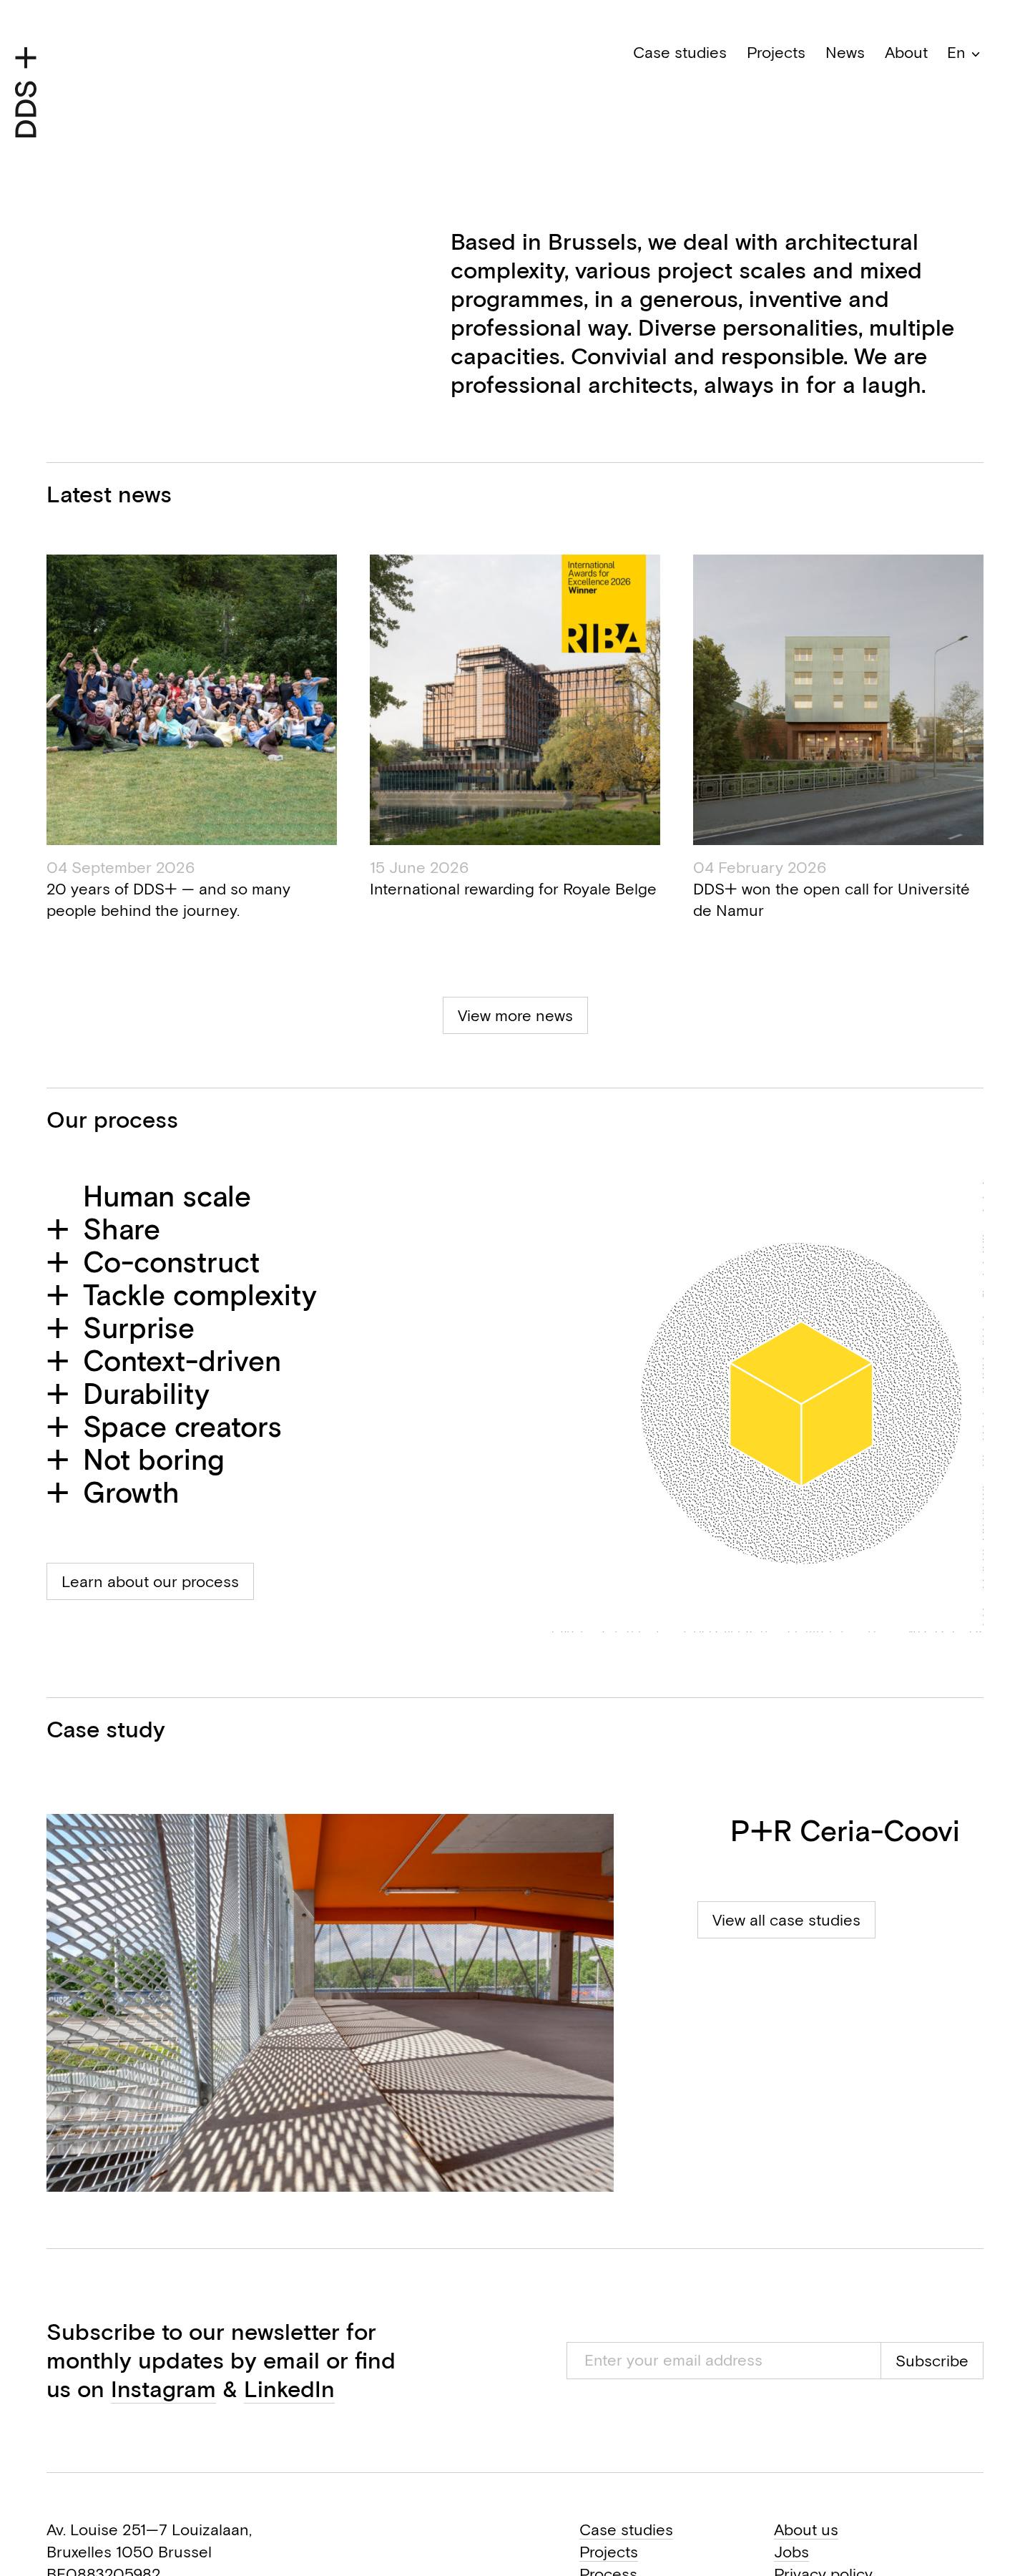 DDS +
Case studies
Projects
News
About
En
Based in Brussels, we deal with architectural
complexity, various project scales and mixed
programmes, in a generous, inventive and
professional way. Diverse personalities, multiple
capacities. Convivial and responsible. We are
professional architects, always in for a laugh.
Latest news
International
Awards for
Excellence 2026
Winner
RIBA
04 September 2026
20 years of DDS+ — and so many
people behind the journey.
15 June 2026
International rewarding for Royale Belge
04 February 2026
DDS+ won the open call for Université
de Namur
View more news
Our process
Human scale
+ Share
+ Co-construct
+ Tackle complexity
+ Surprise
+ Context-driven
+ Durability
+ Space creators
+ Not boring
+ Growth
Learn about our process
Case study
P+R Ceria-Coovi
View all case studies
Subscribe to our newsletter for
monthly updates by email or find
us on Instagram & LinkedIn
Enter your email address
Subscribe
Av. Louise 251—7 Louizalaan,
Bruxelles 1050 Brussel
BE0883205982
Case studies
Projects
Process
About us
Jobs
Privacy policy